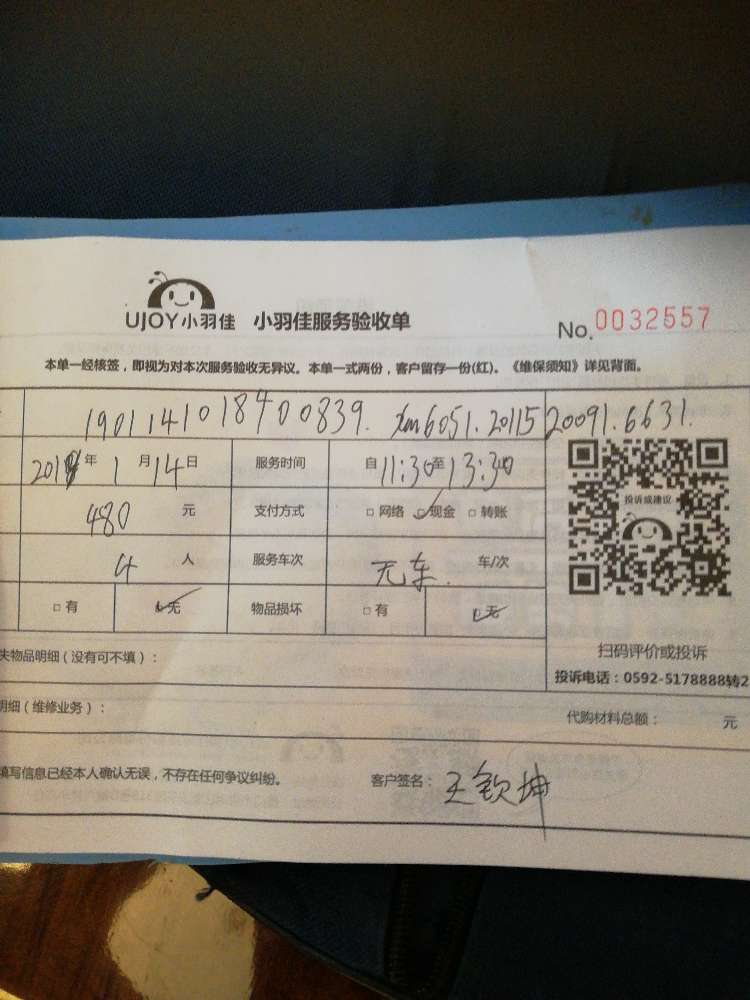 UJOY小羽佳 小羽佳服务验收单
No.0032557
本单一经核签，即视为对本次服务验收无异议。本单一式两份，客户留存一份(红)。《维保须知》详见背面。
1901141018400839. xm6051.20115 20091.6631.
年 1 月 14 日 服务时间 自 11:30 至 13:30
480 元 支付方式 □ 网络 ☑ 现金 □ 转账
投诉或建议
4 人 服务车次 无车. 车/次
□ 有 ☑ 无 物品损坏 □ 有 ☑ 无
扫码评价或投诉
失物品明细（没有可不填）：
投诉电话：0592-5178888转2
明细（维修业务）：
代购材料总额： 元
填写信息已经本人确认无误，不存在任何争议纠纷。 客户签名：王钦坤